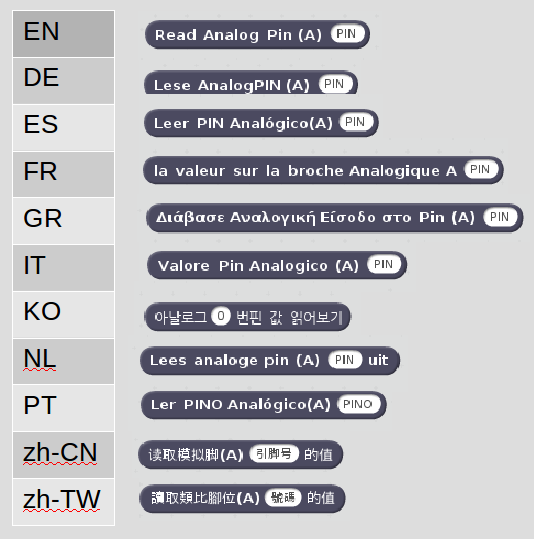 EN Read Analog Pin (A) PIN
DE Lese AnalogPIN (A) PIN
ES Leer PIN Analógico(A) PIN
FR la valeur sur la broche Analogique A PIN
GR Διάβασε Αναλογική Είσοδο στο Pin (A) PIN
IT Valore Pin Analogico (A) PIN
KO 아날로그 0 번핀 값 읽어보기
NL Lees analoge pin (A) PIN uit
PT Ler PINO Analógico(A) PINO
zh-CN 读取模拟脚(A) 引脚号 的值
zh-TW 讀取類比腳位(A) 號碼 的值